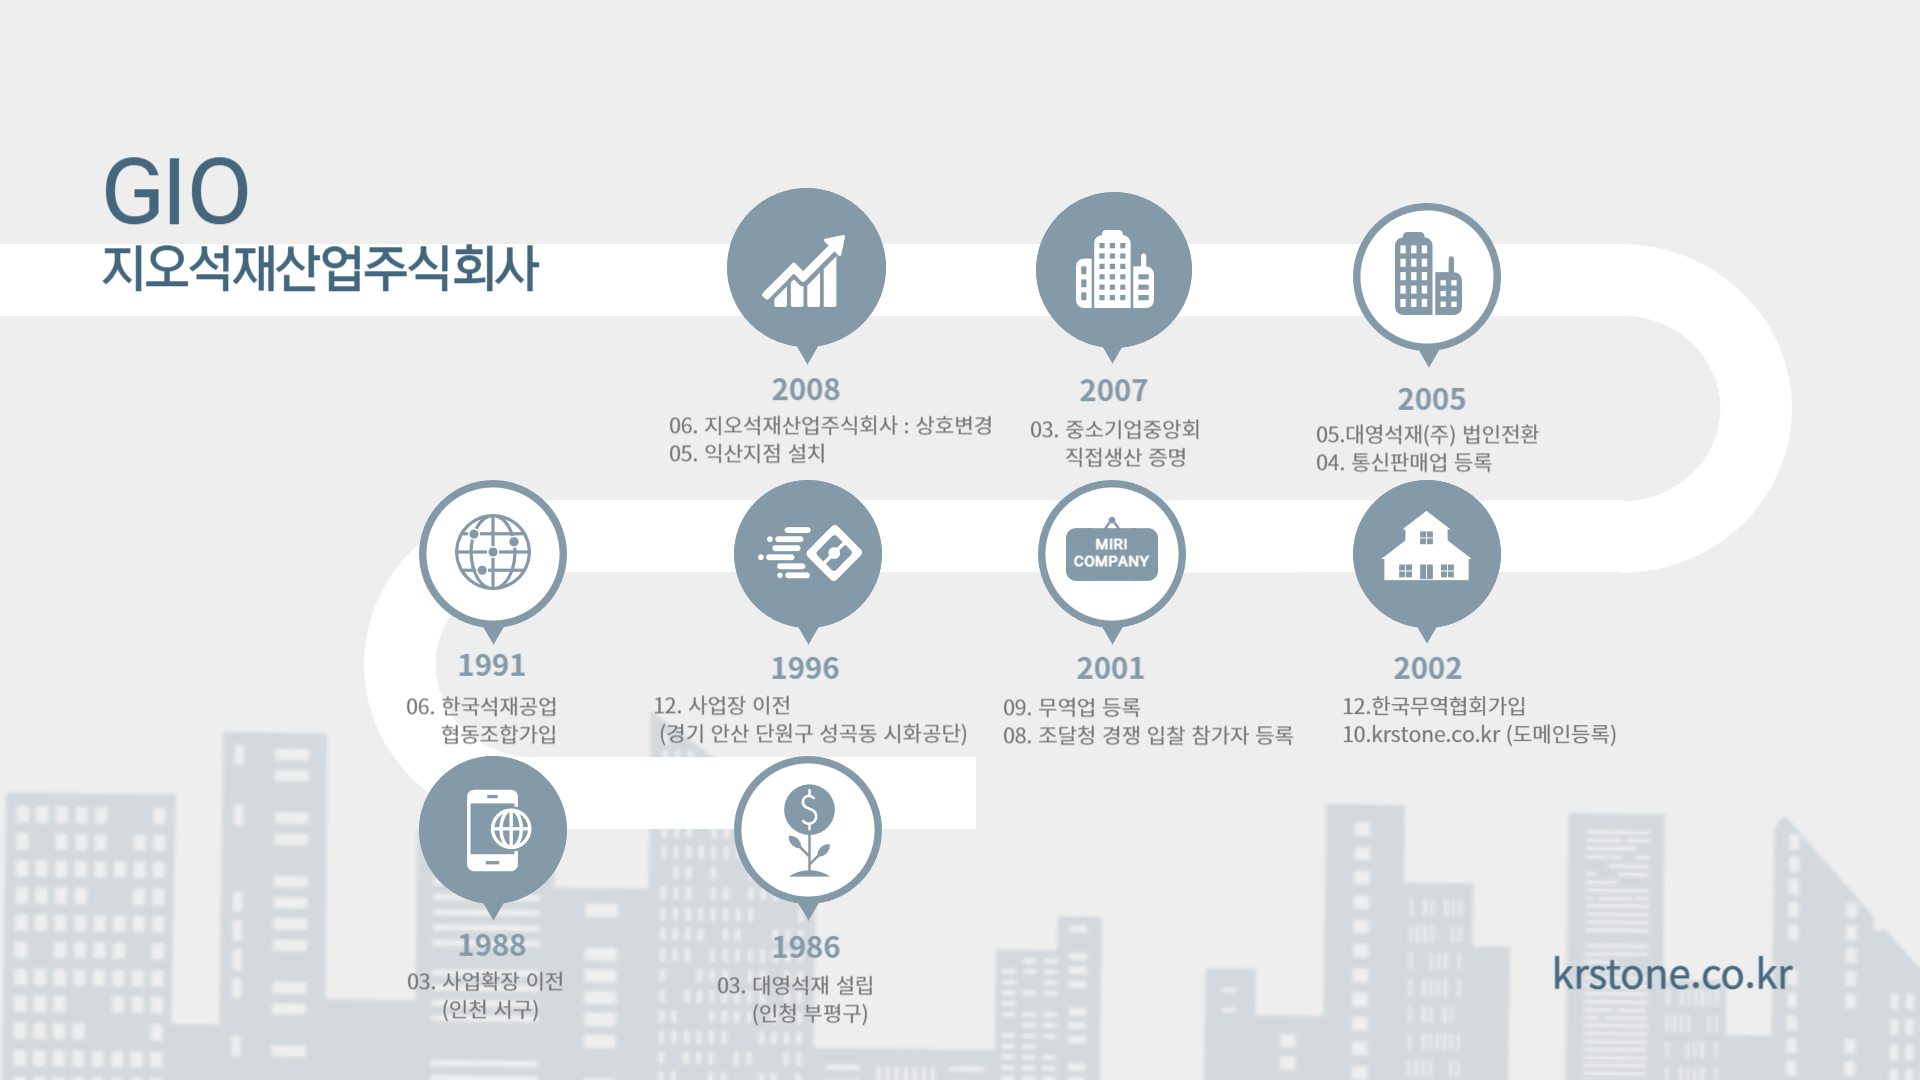 GIO
지오석재산업주식회사
2008
06. 지오석재산업주식회사 : 상호변경
05. 익산지점 설치
2007
03. 중소기업중앙회
직접생산 증명
2005
05.대영석재(주) 법인전환
04. 통신판매업 등록
1991
06. 한국석재공업
협동조합가입
1996
12. 사업장 이전
(경기 안산 단원구 성곡동 시화공단)
MIRI
COMPANY
2001
09. 무역업 등록
08. 조달청 경쟁 입찰 참가자 등록
2002
12.한국무역협회가입
10.krstone.co.kr (도메인등록)
1988
03. 사업확장 이전
(인천 서구)
$
1986
03. 대영석재 설립
(인청 부평구)
krstone.co.kr